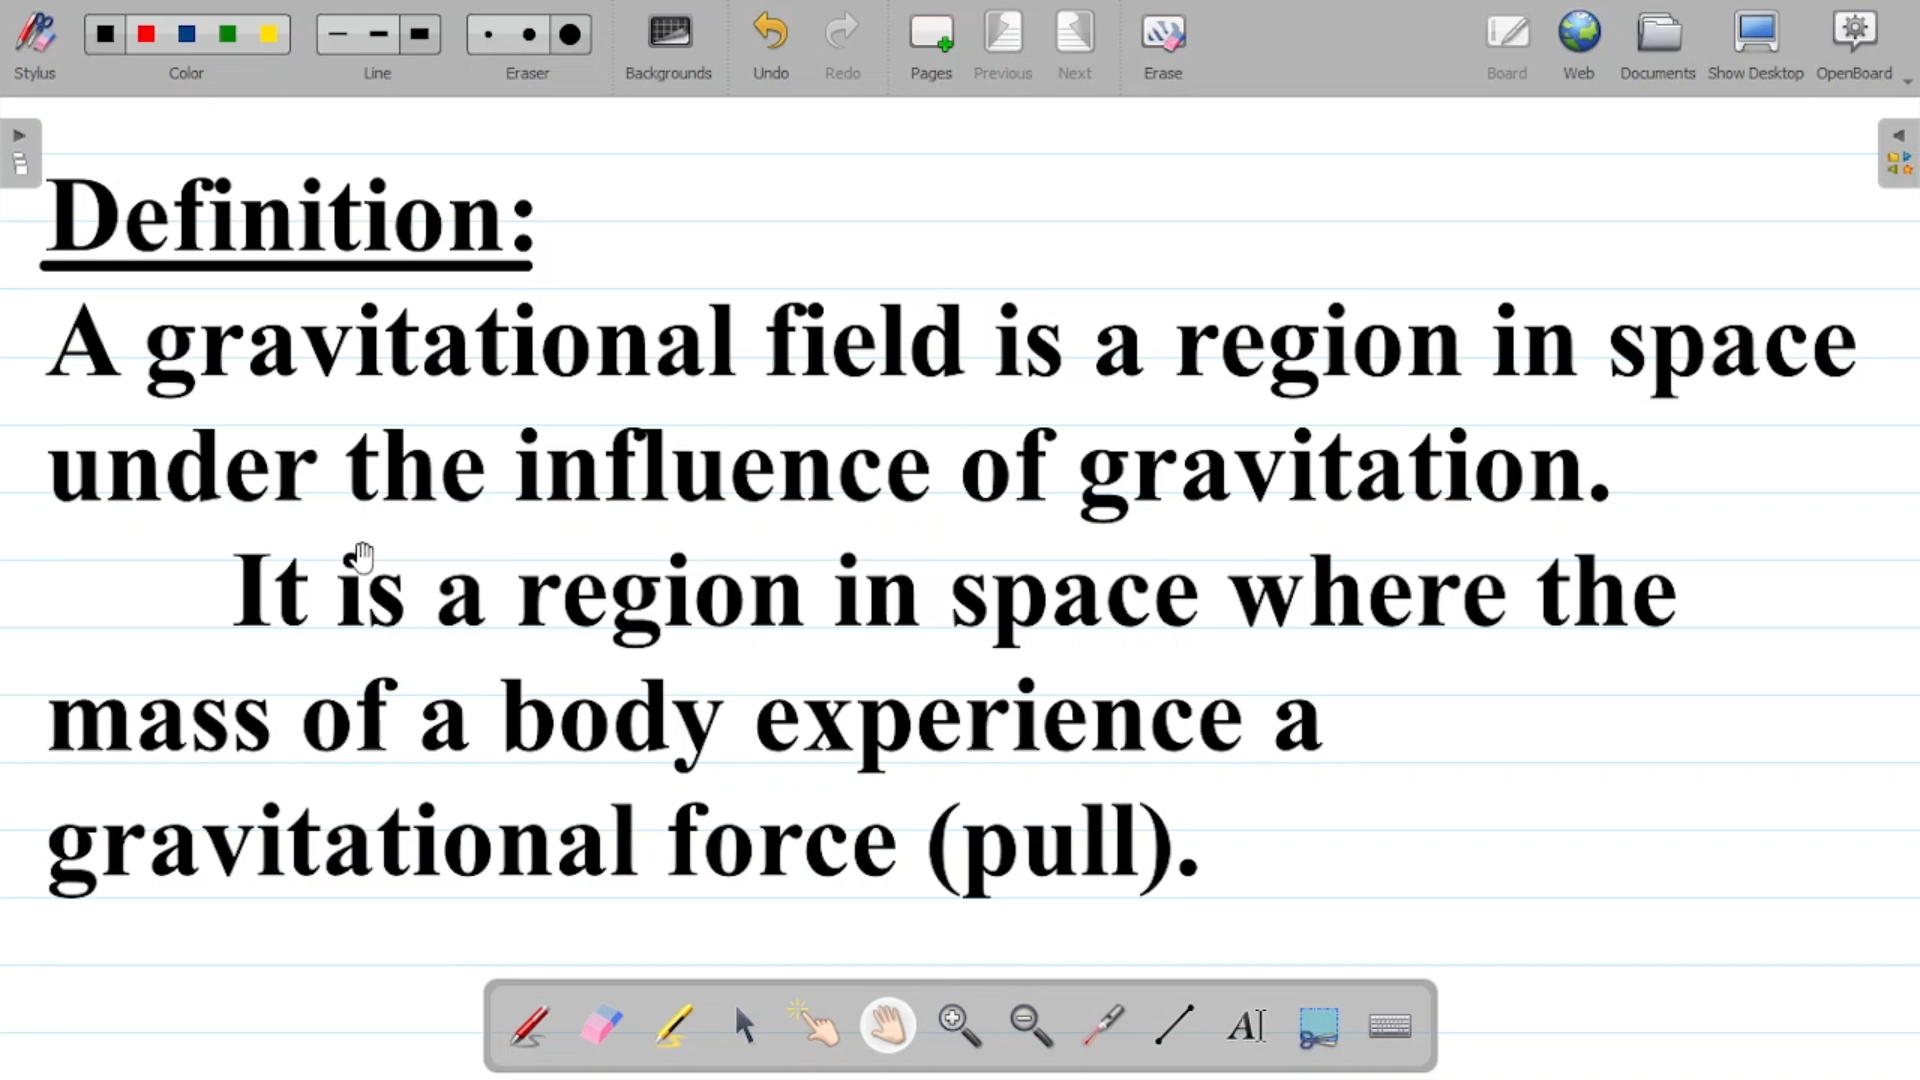 Stylus Color Line Eraser Backgrounds Undo Redo Pages Previous Next Erase Board Web Documents Show Desktop OpenBoard
Definition:
A gravitational field is a region in space
under the influence of gravitation.
It is a region in space where the
mass of a body experience a
gravitational force (pull).